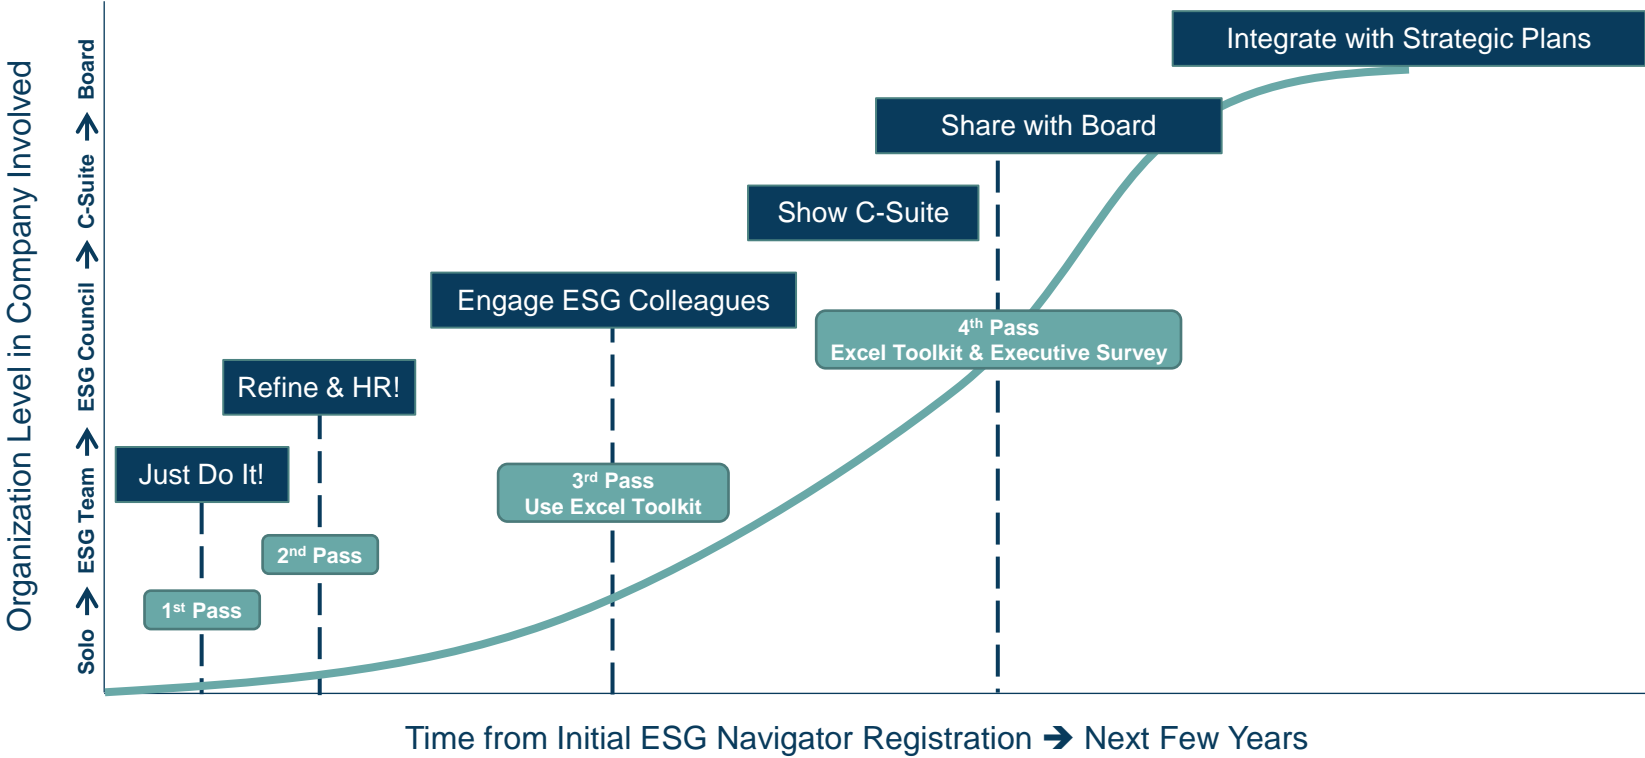 Integrate with Strategic Plans
Share with Board
Show C-Suite
Engage ESG Colleagues
4th Pass
Excel Toolkit & Executive Survey
Refine & HR!
Just Do It!
3rd Pass
Use Excel Toolkit
2nd Pass
1st Pass
Organization Level in Company Involved
Solo → ESG Team → ESG Council → C-Suite → Board
Time from Initial ESG Navigator Registration → Next Few Years